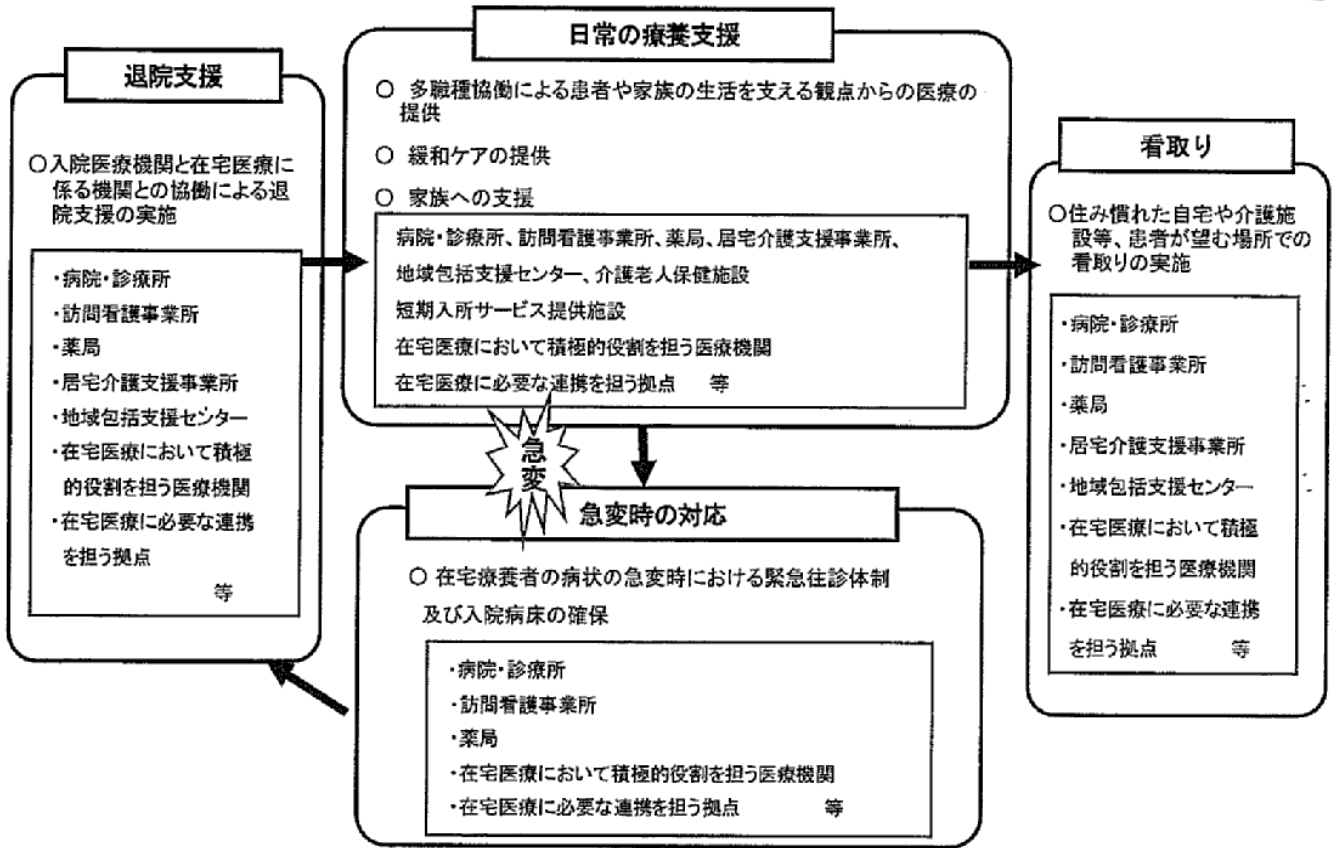 退院支援
○入院医療機関と在宅医療に
係る機関との協働による退
院支援の実施
・病院・診療所
・訪問看護事業所
・薬局
・居宅介護支援事業所
・地域包括支援センター
・在宅医療において積極
的役割を担う医療機関
・在宅医療に必要な連携
を担う拠点
等
日常の療養支援
○ 多職種協働による患者や家族の生活を支える観点からの医療の
提供
○ 緩和ケアの提供
○ 家族への支援
病院・診療所、訪問看護事業所、薬局、居宅介護支援事業所、
地域包括支援センター、介護老人保健施設
短期入所サービス提供施設
在宅医療において積極的役割を担う医療機関
在宅医療に必要な連携を担う拠点 等
急変
急変時の対応
○ 在宅療養者の病状の急変時における緊急往診体制
及び入院病床の確保
・病院・診療所
・訪問看護事業所
・薬局
・在宅医療において積極的役割を担う医療機関
・在宅医療に必要な連携を担う拠点 等
看取り
○住み慣れた自宅や介護施
設等、患者が望む場所での
看取りの実施
・病院・診療所
・訪問看護事業所
・薬局
・居宅介護支援事業所
・地域包括支援センター
・在宅医療において積極
的役割を担う医療機関
・在宅医療に必要な連携
を担う拠点 等